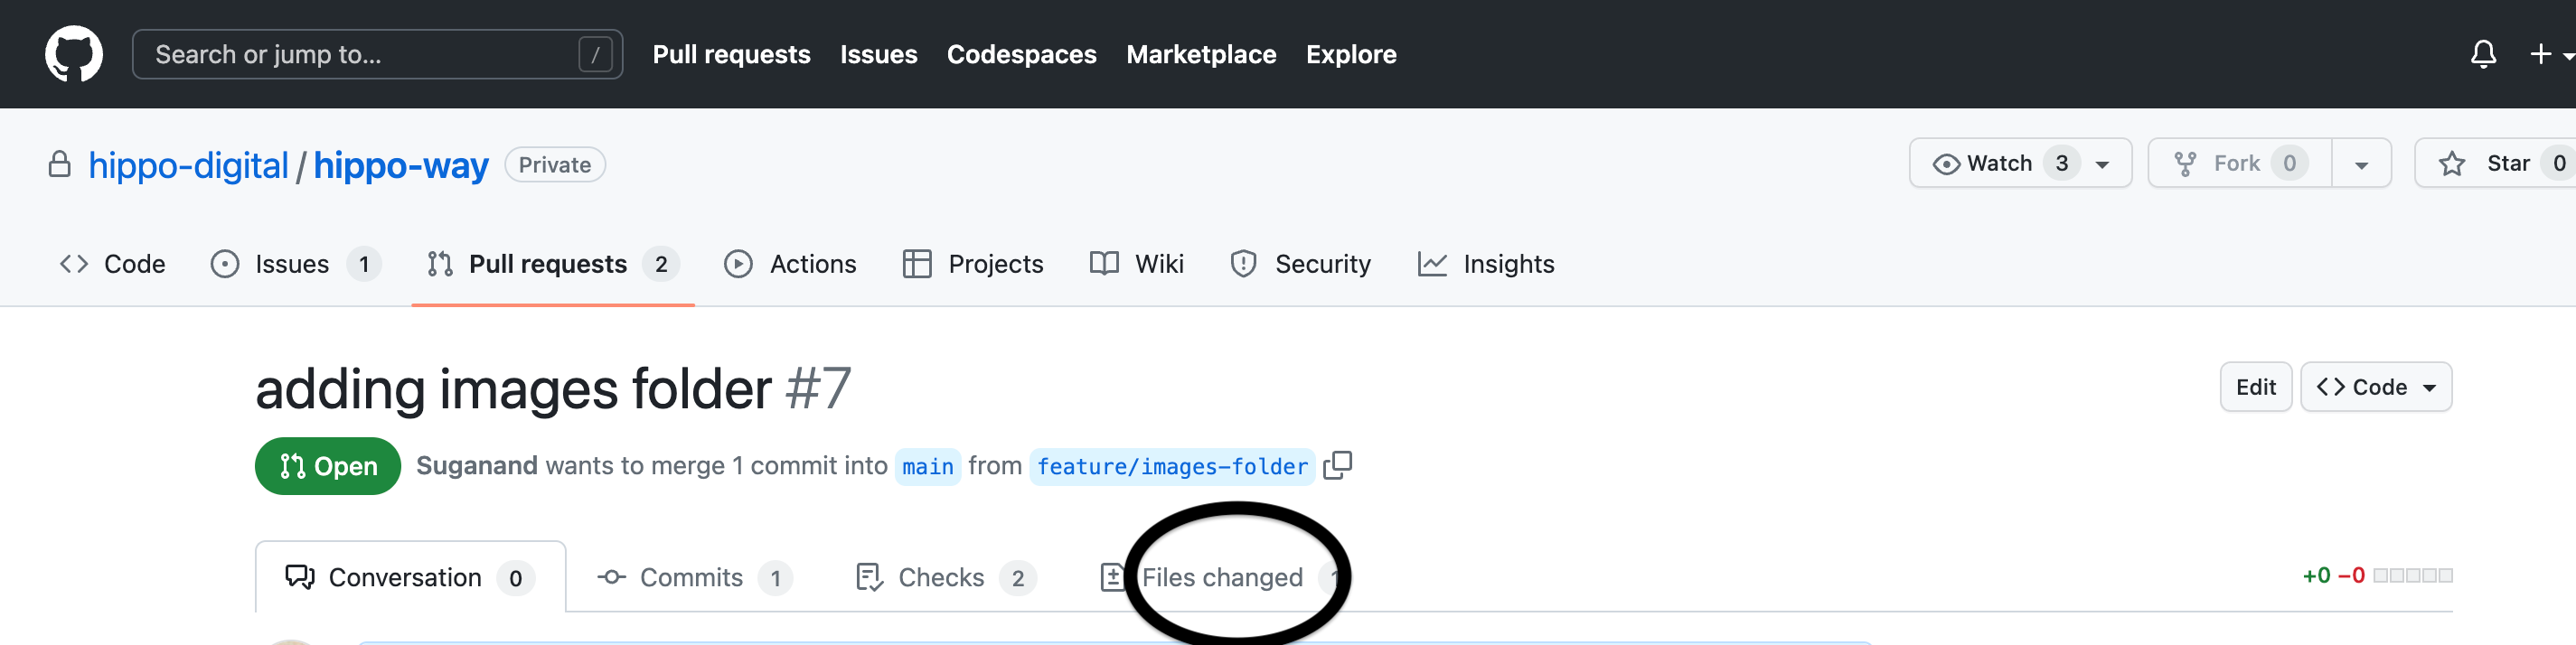 Search or jump to... / Pull requests Issues Codespaces Marketplace Explore
hippo-digital / hippo-way Private Watch 3 Fork 0 Star 0
Code Issues 1 Pull requests 2 Actions Projects Wiki Security Insights
adding images folder #7 Edit Code
Open Suganand wants to merge 1 commit into main from feature/images-folder
Conversation 0 Commits 1 Checks 2 Files changed 1 +0 −0